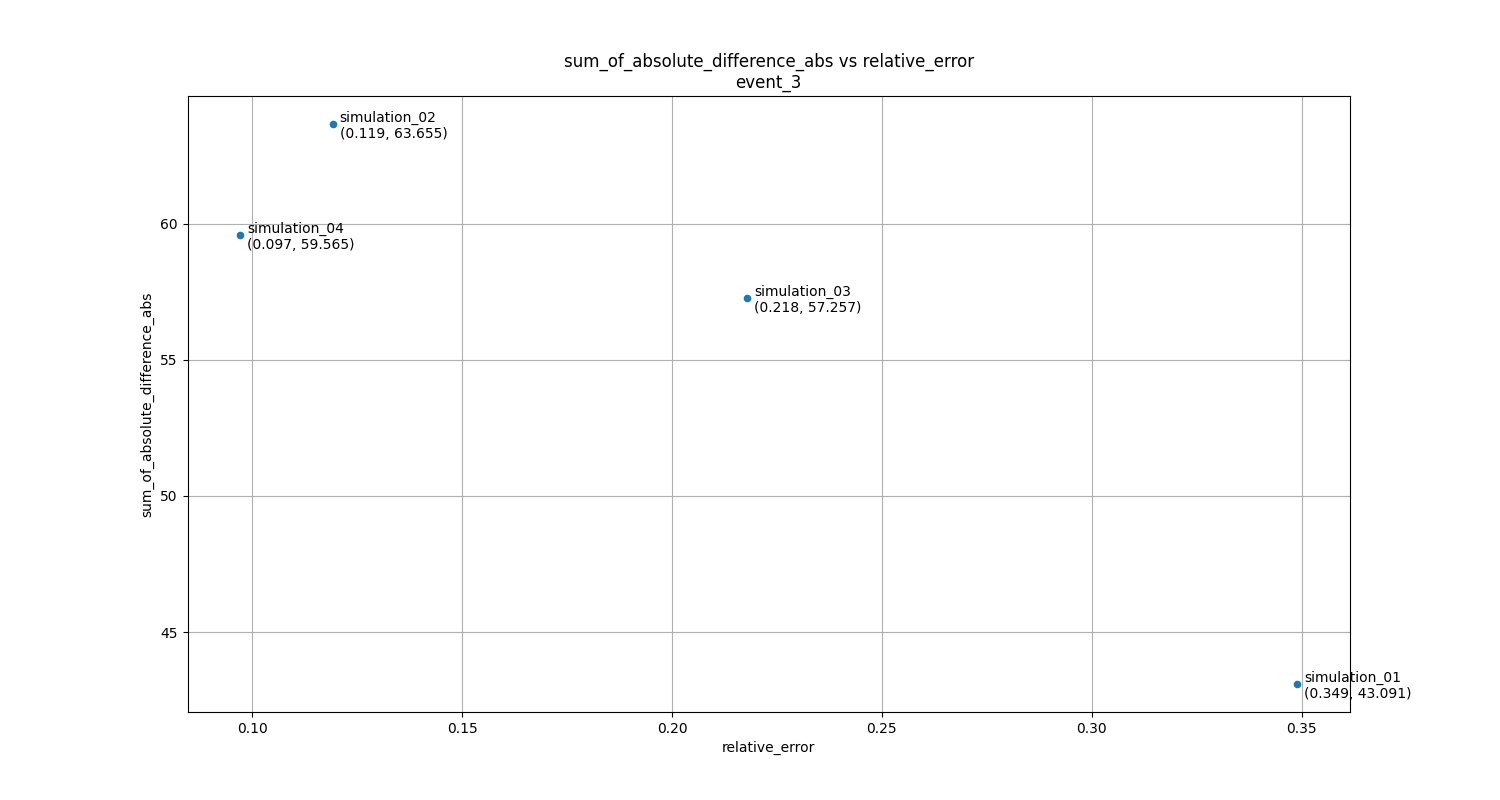 sum_of_absolute_difference_abs vs relative_error
event_3
simulation_02
(0.119, 63.655)
simulation_04
(0.097, 59.565)
simulation_03
(0.218, 57.257)
simulation_01
(0.349, 43.091)
60
55
50
45
sum_of_absolute_difference_abs
0.10
0.15
0.20
0.25
0.30
0.35
relative_error